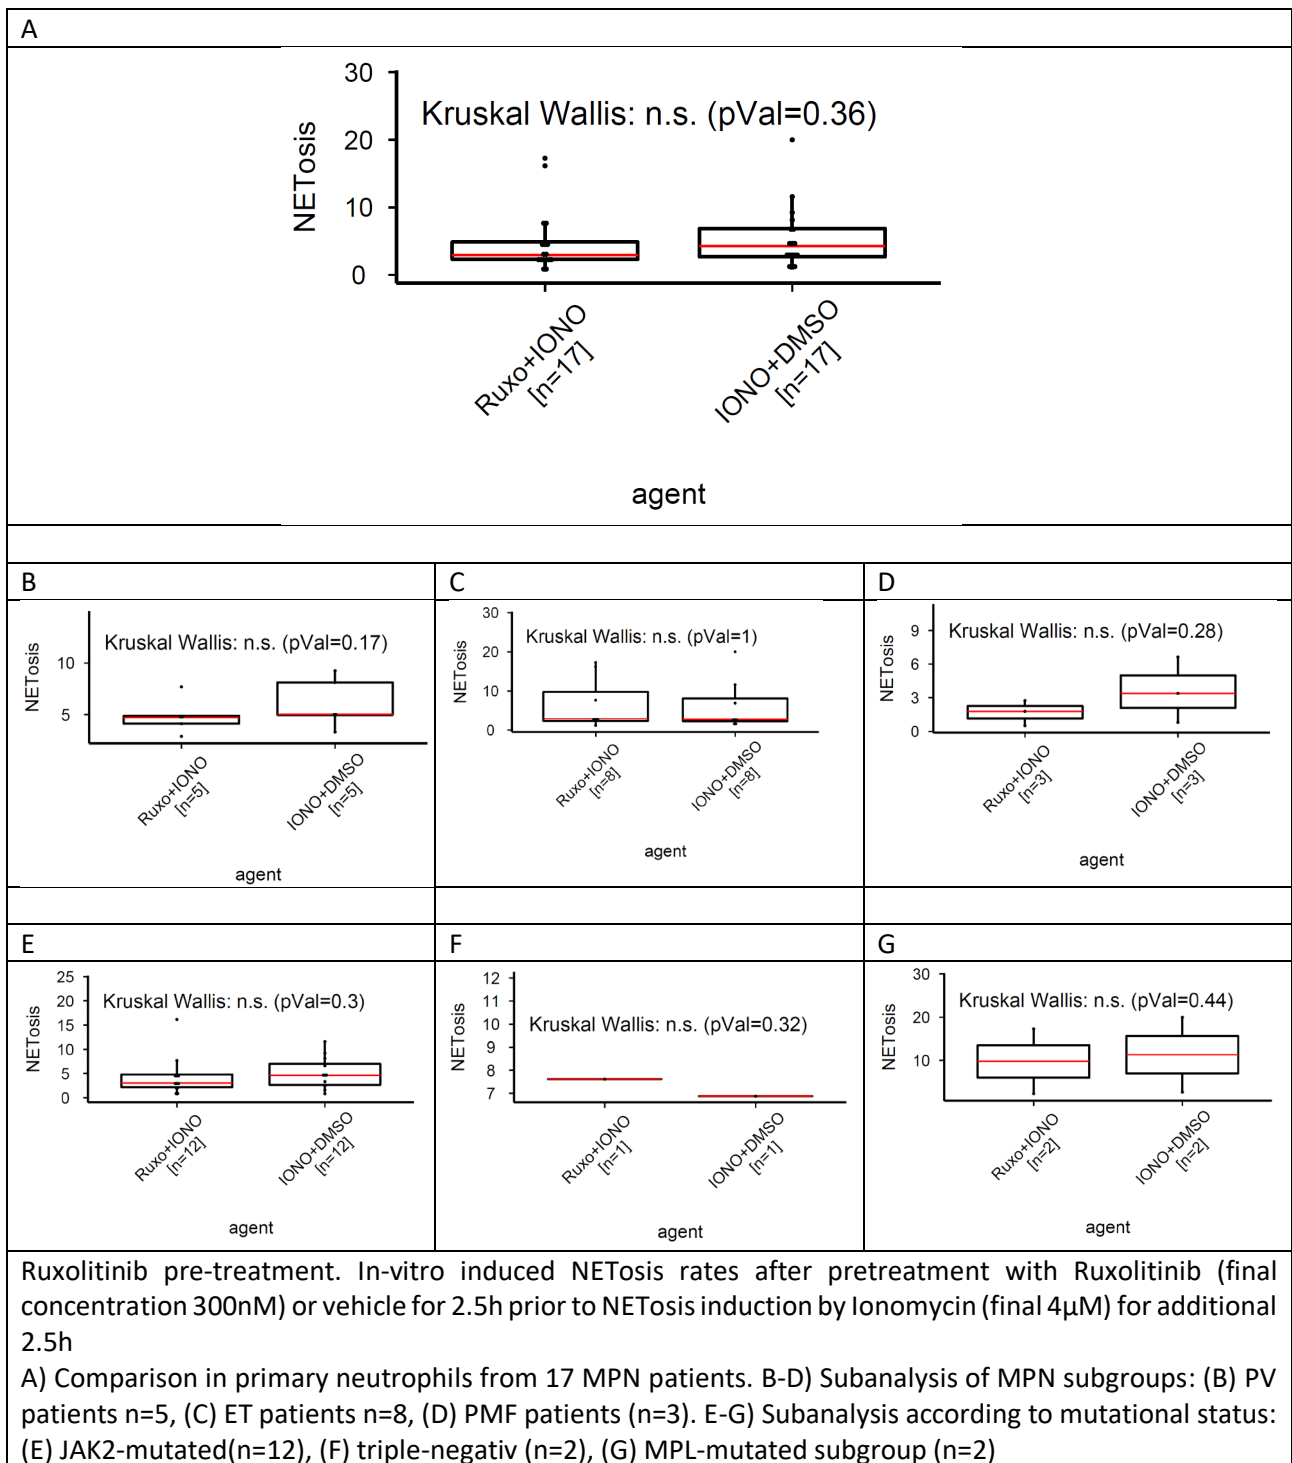 A
30
20
10
0
NETosis
Kruskal Wallis: n.s. (pVal=0.36)
Ruxo+IONO
[n=17]
IONO+DMSO
[n=17]
agent
B
C
D
10
5
NETosis
Kruskal Wallis: n.s. (pVal=0.17)
Ruxo+IONO
[n=5]
IONO+DMSO
[n=5]
agent
30
20
10
0
NETosis
Kruskal Wallis: n.s. (pVal=1)
Ruxo+IONO
[n=8]
IONO+DMSO
[n=8]
agent
9
6
3
0
NETosis
Kruskal Wallis: n.s. (pVal=0.28)
Ruxo+IONO
[n=3]
IONO+DMSO
[n=3]
agent
E
F
G
25
20
15
10
5
0
NETosis
Kruskal Wallis: n.s. (pVal=0.3)
Ruxo+IONO
[n=12]
IONO+DMSO
[n=12]
agent
12
11
10
9
8
7
NETosis
Kruskal Wallis: n.s. (pVal=0.32)
Ruxo+IONO
[n=1]
IONO+DMSO
[n=1]
agent
30
20
10
NETosis
Kruskal Wallis: n.s. (pVal=0.44)
Ruxo+IONO
[n=2]
IONO+DMSO
[n=2]
agent
Ruxolitinib pre-treatment. In-vitro induced NETosis rates after pretreatment with Ruxolitinib (final
concentration 300nM) or vehicle for 2.5h prior to NETosis induction by Ionomycin (final 4µM) for additional
2.5h
A) Comparison in primary neutrophils from 17 MPN patients. B-D) Subanalysis of MPN subgroups: (B) PV
patients n=5, (C) ET patients n=8, (D) PMF patients (n=3). E-G) Subanalysis according to mutational status:
(E) JAK2-mutated(n=12), (F) triple-negativ (n=2), (G) MPL-mutated subgroup (n=2)